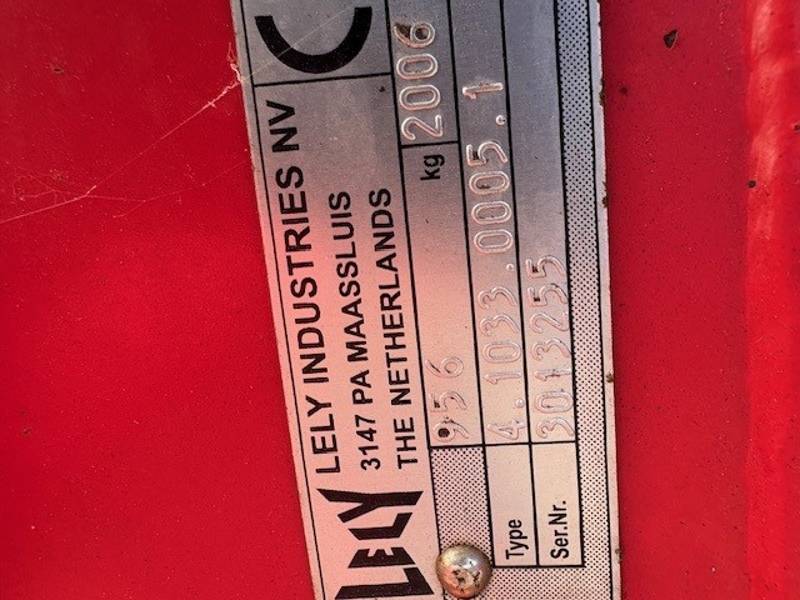 LELY
LELY INDUSTRIES NV
3147 PA MAASSLUIS
THE NETHERLANDS
C
956 kg 2006
Type 4.1033.0005.1
Ser.Nr. 3013255